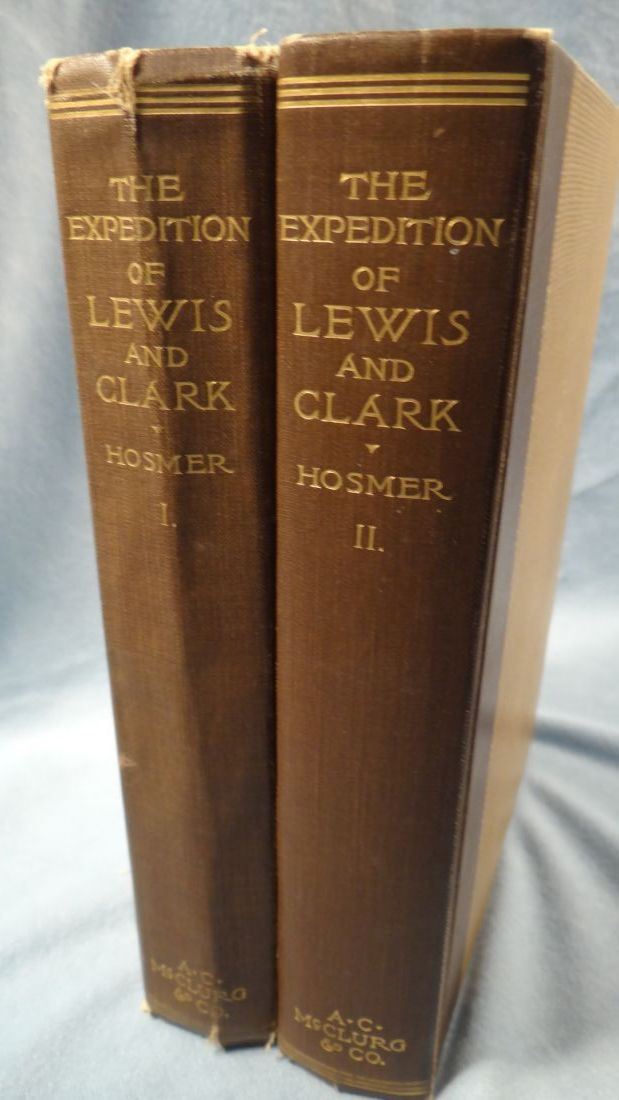 THE
EXPEDITION
OF
LEWIS
AND
CLARK
HOSMER
I.
A·C·
McCLURG
& CO.
THE
EXPEDITION
OF
LEWIS
AND
CLARK
HOSMER
II.
A·C·
McCLURG
& CO.